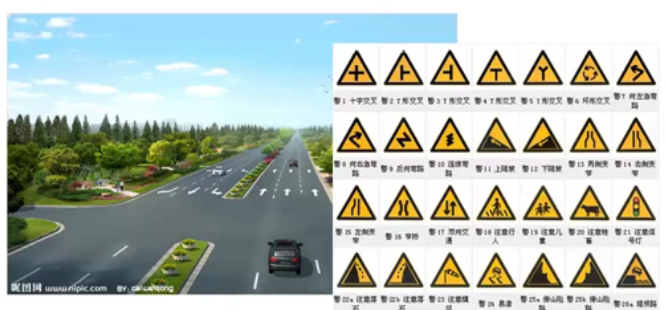 警1 十字交叉
警2 T形交叉
警3 T形交叉
警4 T形交叉
警5 Y形交叉
警6 环形交叉
警7 向左急弯
路
警8 向右急弯
路
警9 反向弯路
警10 连续弯
路
警11 上陡坡
警12 下陡坡
警13 两侧变
窄
警14 右侧变
窄
警15 左侧变
窄
警16 窄桥
警17 双向交
通
警18 注意行
人
警19 注意儿
童
警20 注意牲
畜
警21 注意信
号灯
警22a 注意落
警22b 注意落
警23 注意横
警24 易滑
警25a 傍山险
警25b 傍山险
警26 堤坝路
昵图网 www.nipic.com BY: